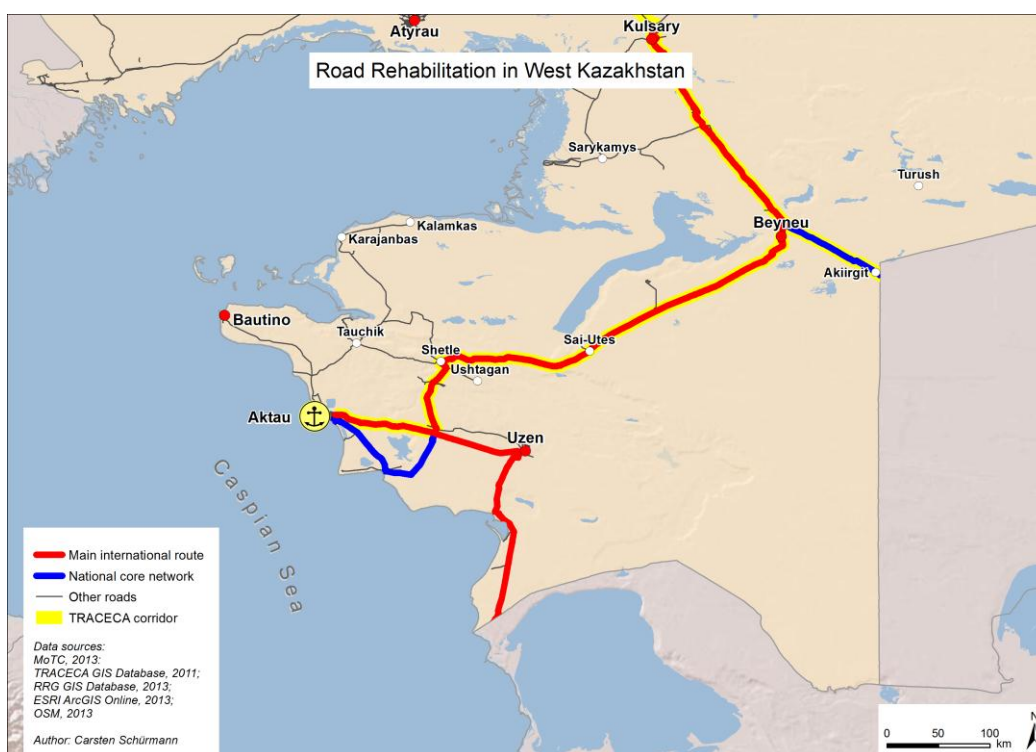 Atyrau
Kulsary
Road Rehabilitation in West Kazakhstan
Sarykamys
Turush
Beyneu
Kalamkas
Karajanbas
Akiirgit
Bautino
Tauchik
Sai-Utes
Shetle
Ushtagan
Aktau
Uzen
Caspian Sea
Main international route
National core network
Other roads
TRACECA corridor
Data sources:
MoTC, 2013:
TRACECA GIS Database, 2011;
RRG GIS Database, 2013;
ESRI ArcGIS Online, 2013;
OSM, 2013
Author: Carsten Schürmann
N
0 50 100
km